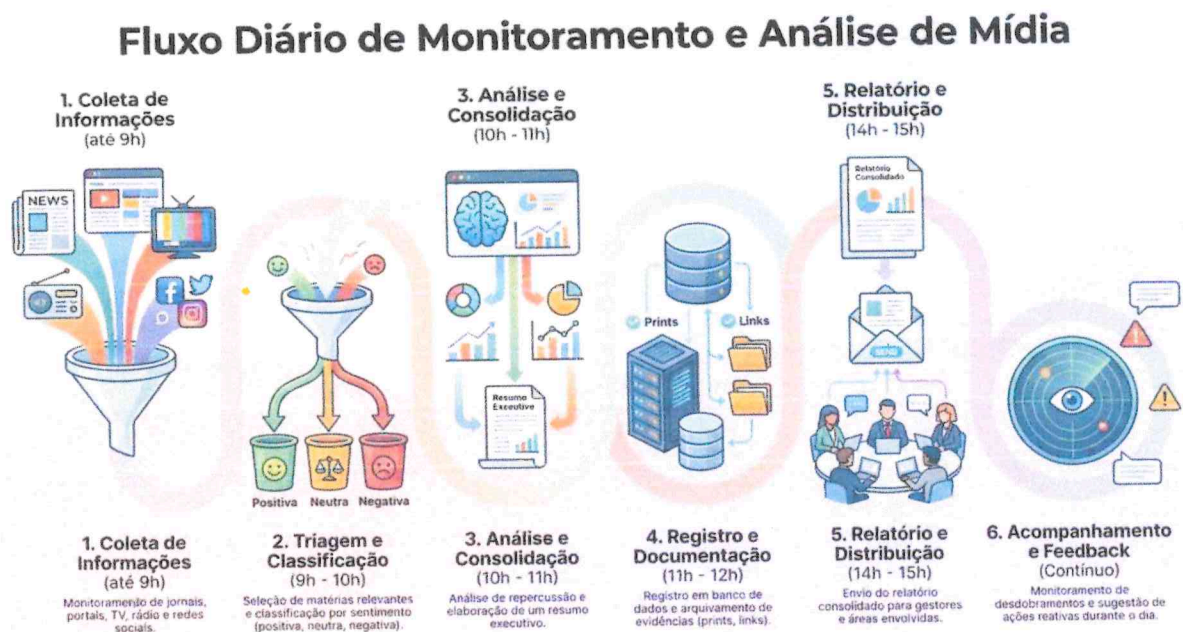 Fluxo Diário de Monitoramento e Análise de Mídia
1. Coleta de
Informações
(até 9h)
3. Análise e
Consolidação
(10h - 11h)
5. Relatório e
Distribuição
(14h - 15h)
NEWS
Relatório
Consolidado
Prints
Links
Resumo
Executivo
Positiva
Neutra
Negativa
1. Coleta de
Informações
(até 9h)
Monitoramento de jornais,
portais, TV, rádio e redes
sociais.
2. Triagem e
Classificação
(9h - 10h)
Seleção de matérias relevantes
e classificação por sentimento
(positiva, neutra, negativa).
3. Análise e
Consolidação
(10h - 11h)
Análise de repercussão e
elaboração de um resumo
executivo.
4. Registro e
Documentação
(11h - 12h)
Registro em banco de
dados e arquivamento de
evidências (prints, links).
5. Relatório e
Distribuição
(14h - 15h)
Envio do relatório
consolidado para gestores
e áreas envolvidas.
6. Acompanhamento
e Feedback
(Contínuo)
Monitoramento de
desdobramentos e sugestão de
ações reativas durante o dia.